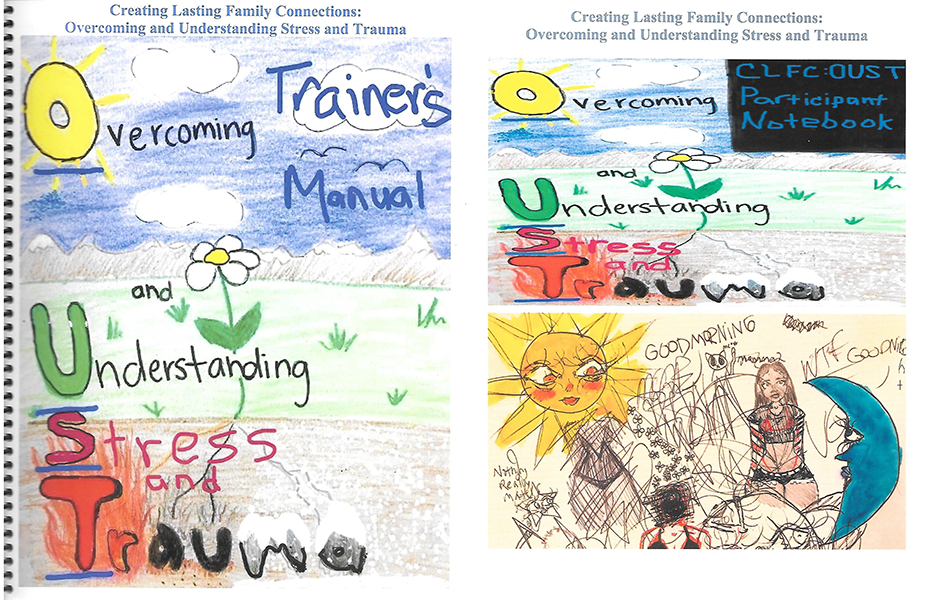 Creating Lasting Family Connections:
Overcoming and Understanding Stress and Trauma
Trainer's
Overcoming
Manual
and
Understanding
Stress
and
Trauma
Creating Lasting Family Connections:
Overcoming and Understanding Stress and Trauma
CLFC:OUST
Participant
Notebook
Overcoming
and
Understanding
Stress
and
Trauma
GOODMORNING
WTF
GOODNIGHT